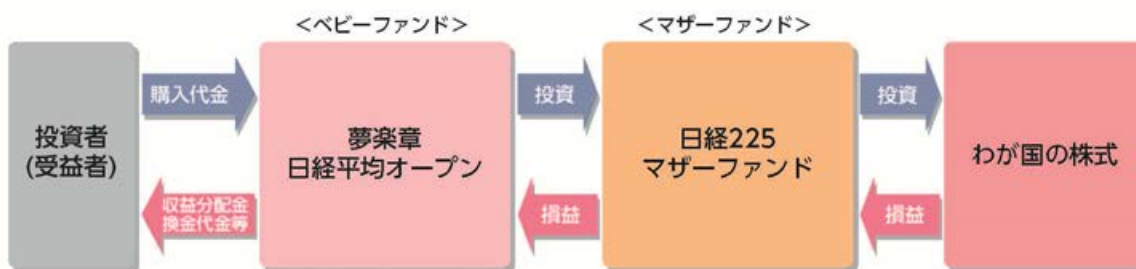 <ベビーファンド>
<マザーファンド>
投資者
(受益者)
購入代金
収益分配金
換金代金等
夢楽章
日経平均オープン
投資
損益
日経225
マザーファンド
投資
損益
わが国の株式